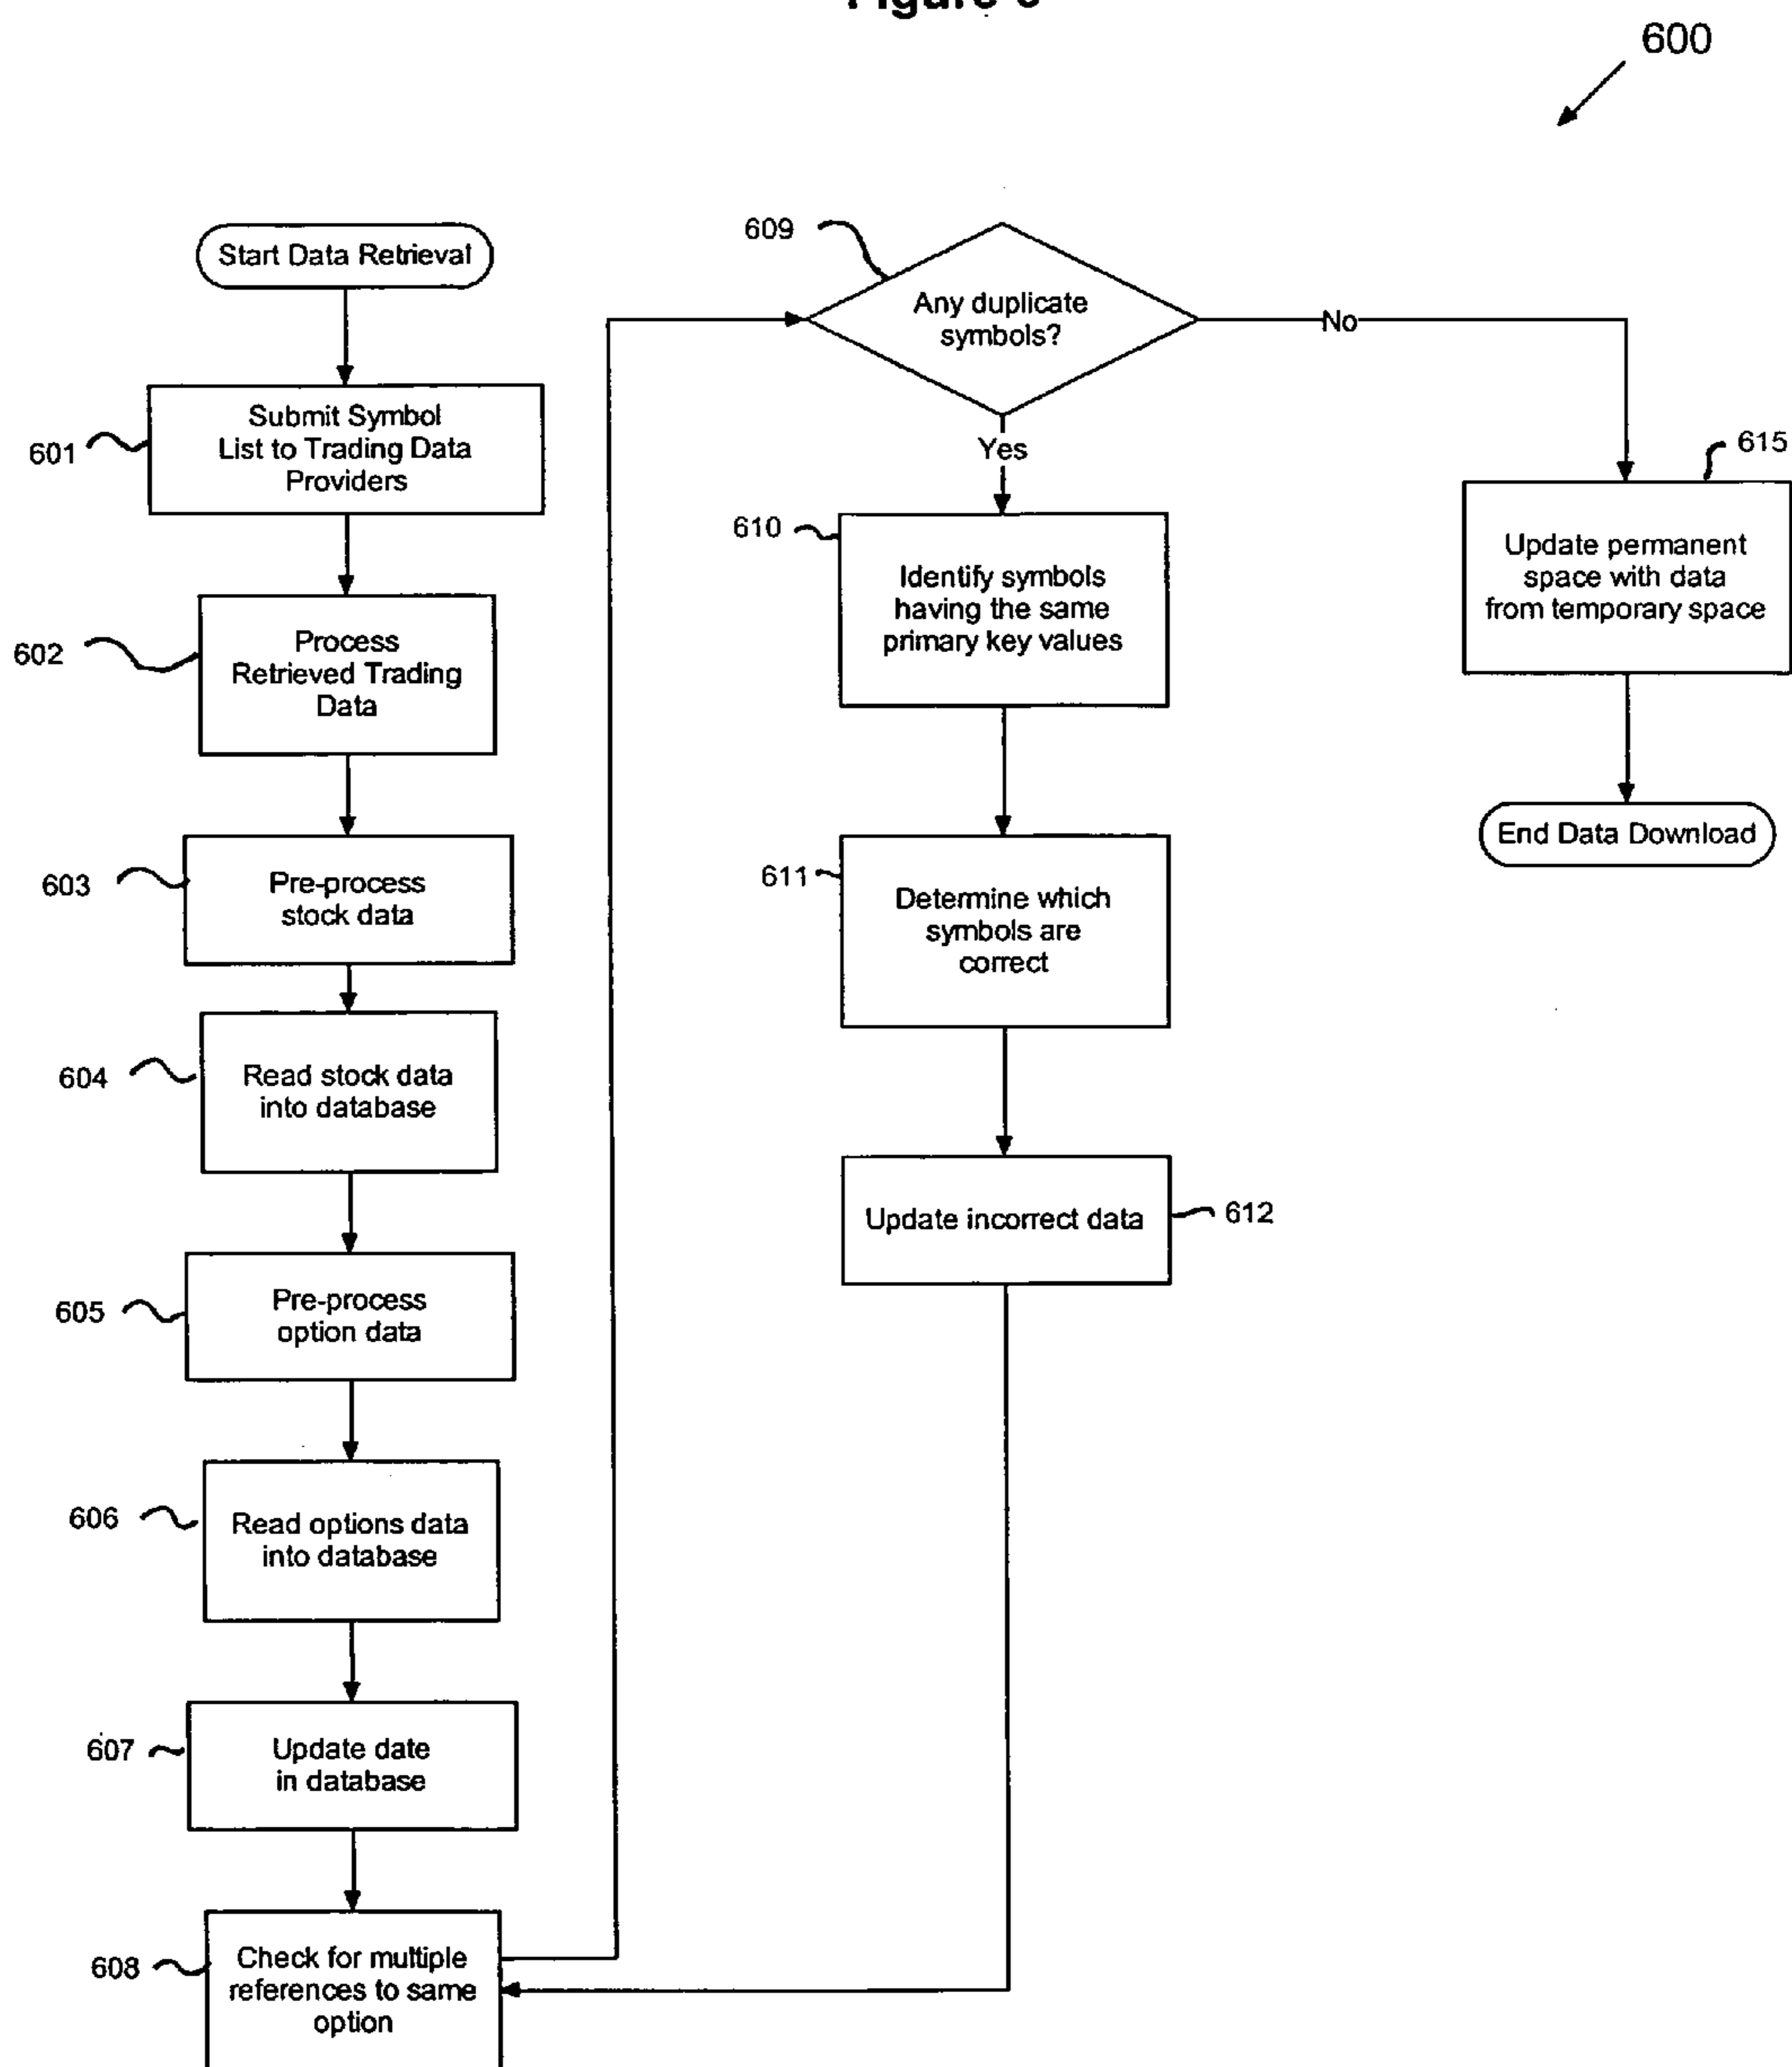 600
Start Data Retrieval
601
Submit Symbol
List to Trading Data
Providers
602
Process
Retrieved Trading
Data
603
Pre-process
stock data
604
Read stock data
into database
605
Pre-process
option data
606
Read options data
into database
607
Update date
in database
608
Check for multiple
references to same
option
609
Any duplicate
symbols?
No
Yes
610
Identify symbols
having the same
primary key values
611
Determine which
symbols are
correct
Update incorrect data
612
615
Update permanent
space with data
from temporary space
End Data Download